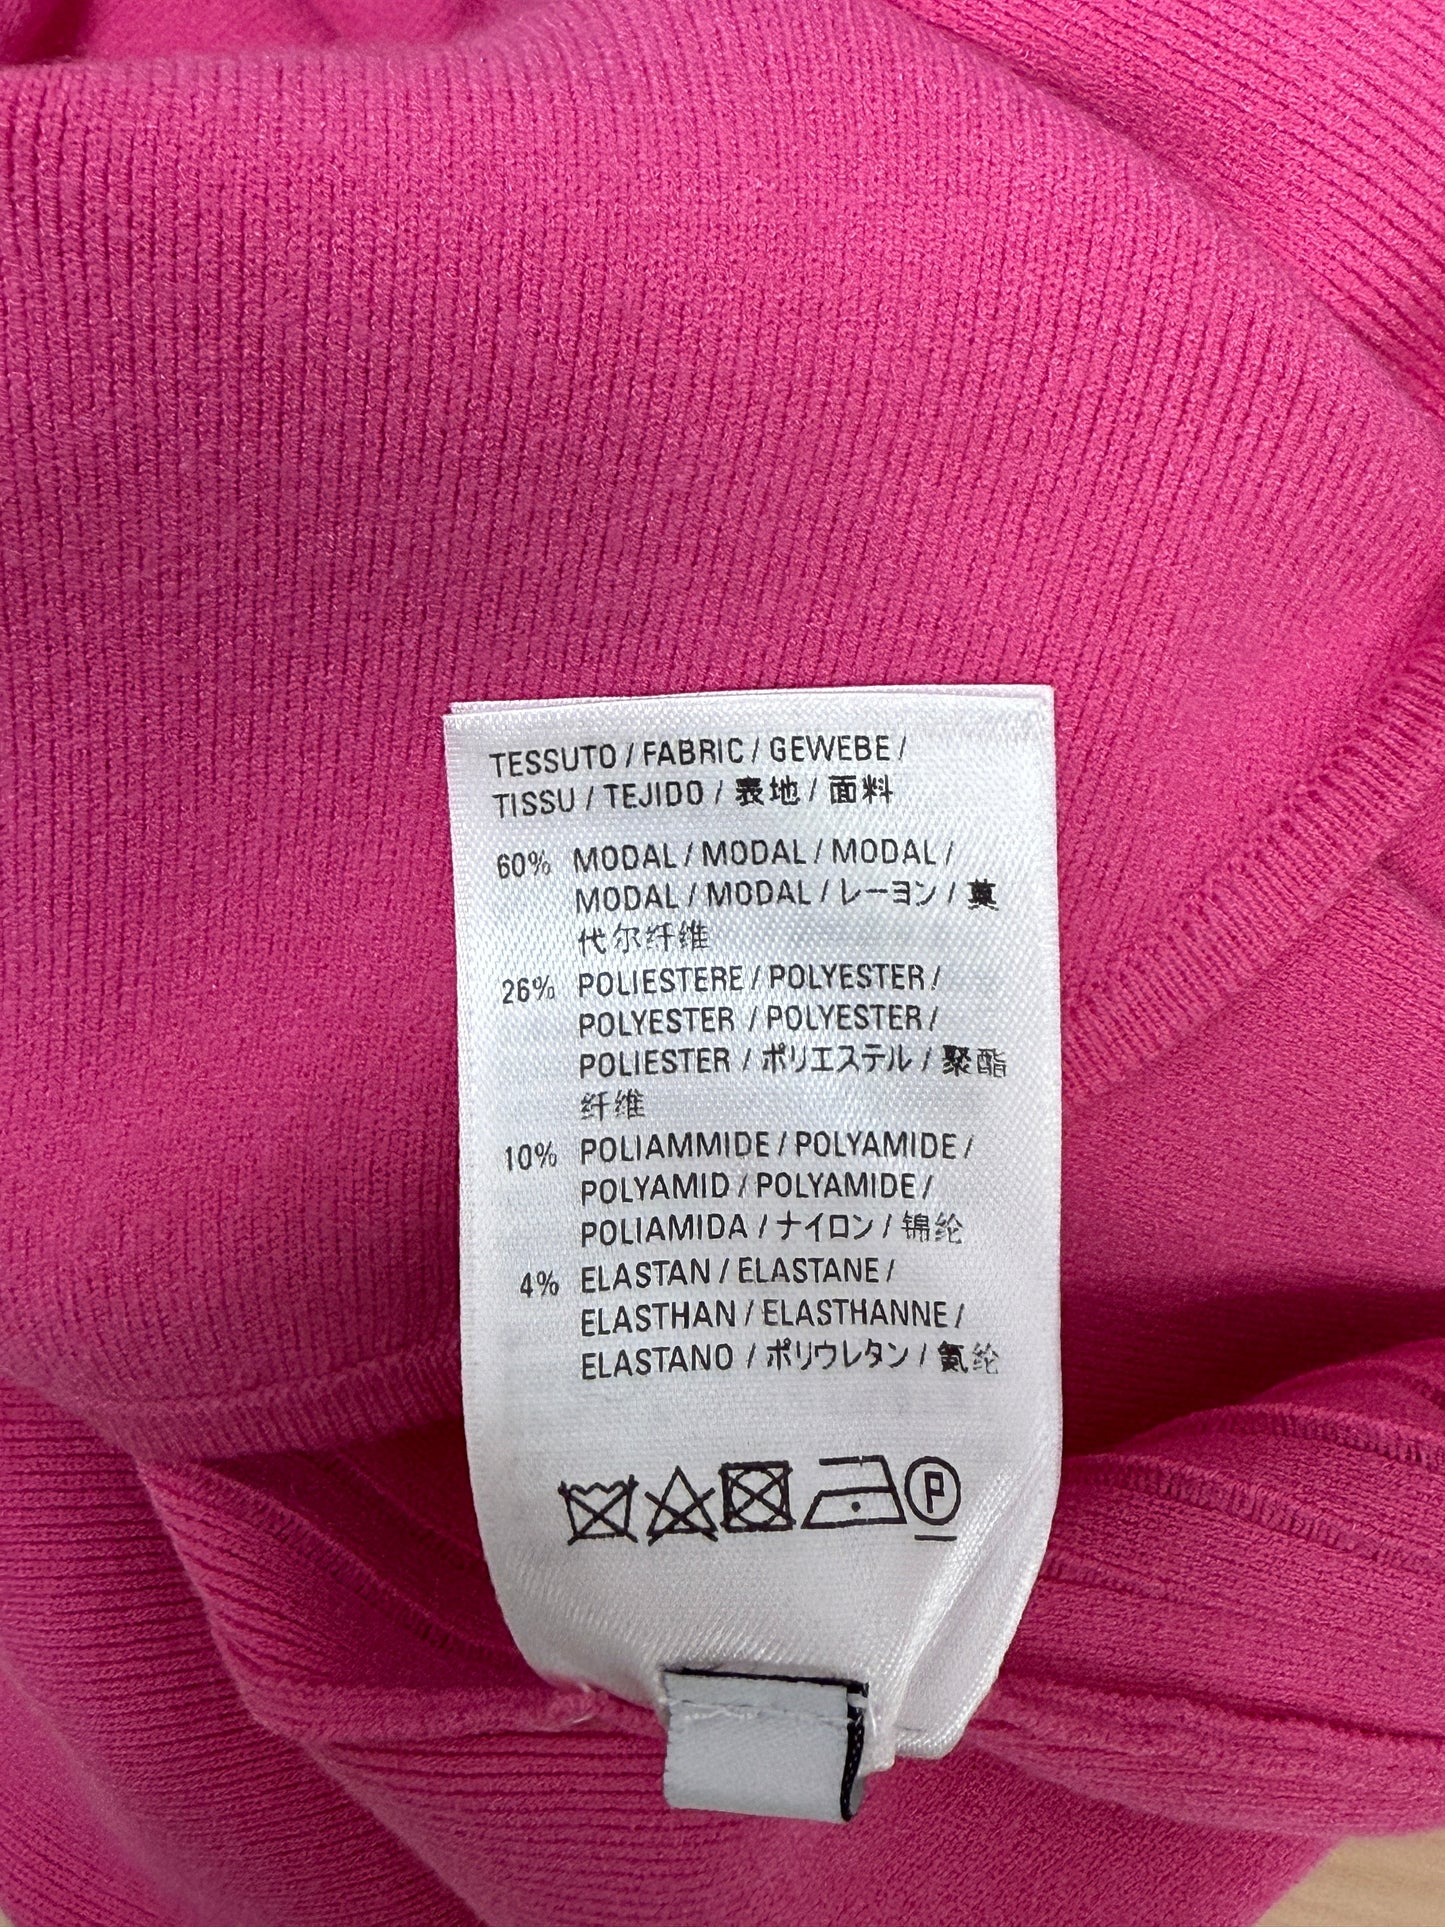 TESSUTO / FABRIC / GEWEBE /
TISSU / TEJIDO / 表地 / 面料
60% MODAL / MODAL / MODAL /
MODAL / MODAL / レーヨン / 莫
代尔纤维
26% POLIESTERE / POLYESTER /
POLYESTER / POLYESTER /
POLIESTER / ポリエステル / 聚酯
纤维
10% POLIAMMIDE / POLYAMIDE /
POLYAMID / POLYAMIDE /
POLIAMIDA / ナイロン / 锦纶
4% ELASTAN / ELASTANE /
ELASTHAN / ELASTHANNE /
ELASTANO / ポリウレタン / 氨纶
P